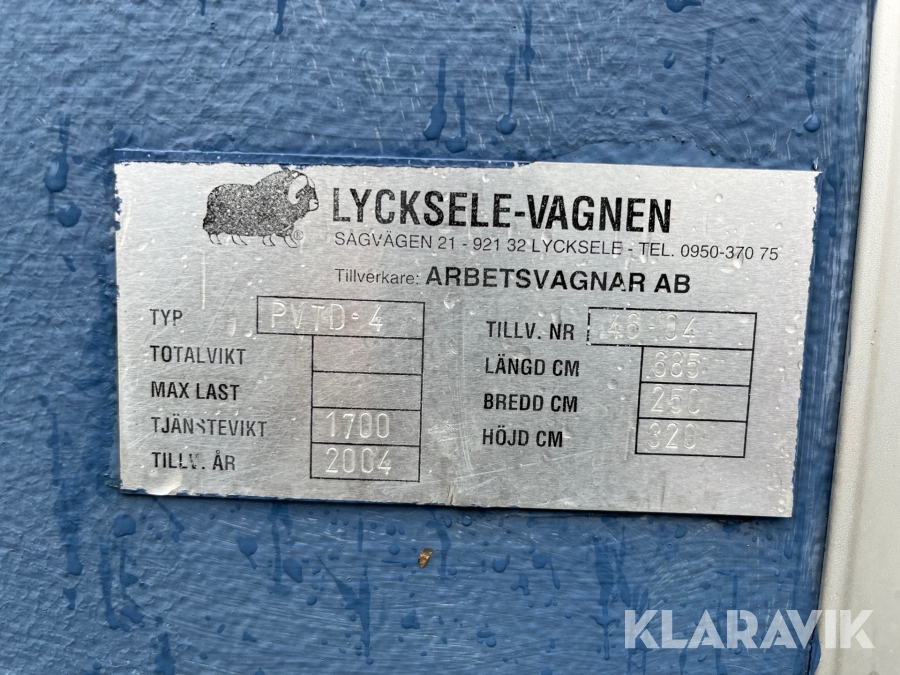 LYCKSELE-VAGNEN
®
SÅGVÄGEN 21 - 921 32 LYCKSELE - TEL. 0950-370 75
Tillverkare: ARBETSVAGNAR AB
TYP PVTD-4
TOTALVIKT
MAX LAST
TJÄNSTEVIKT 1700
TILLV. ÅR 2004
TILLV. NR 46-04
LÄNGD CM 685
BREDD CM 250
HÖJD CM 320
KLARAVIK